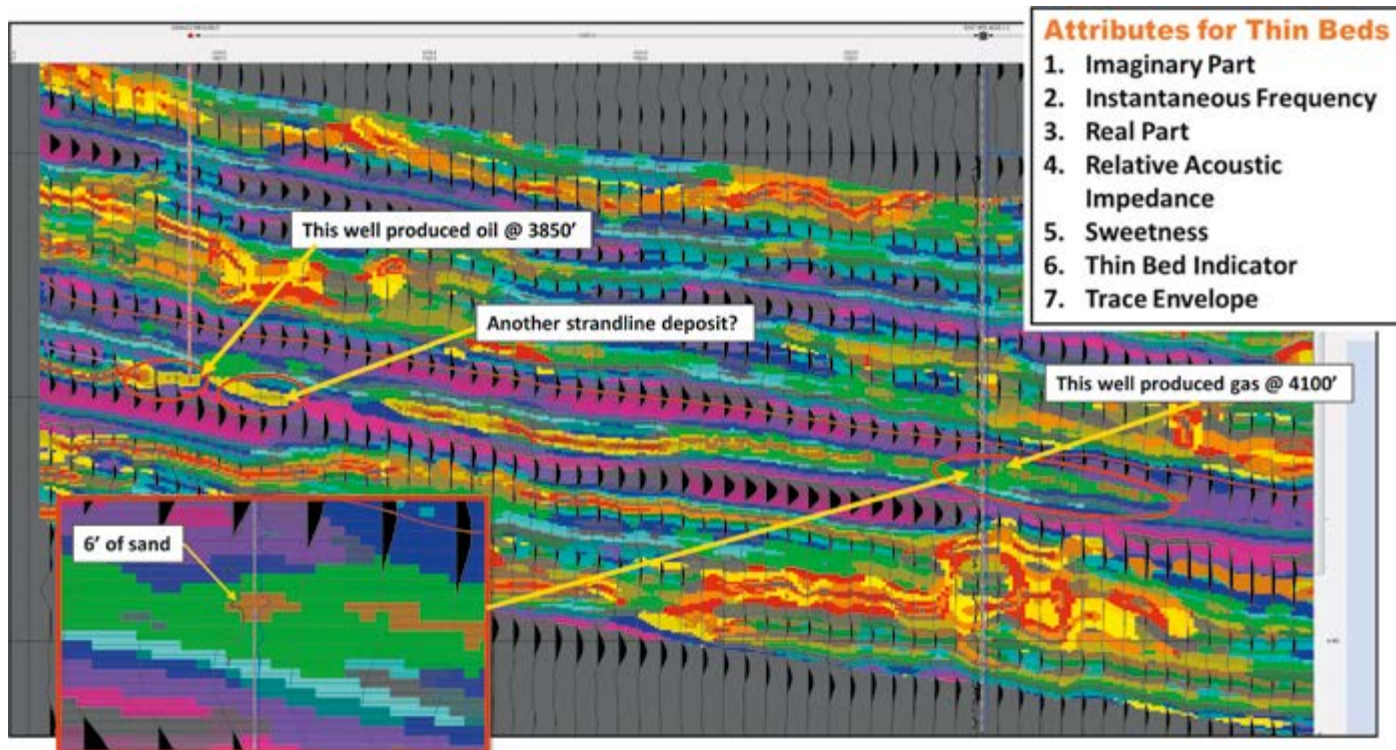 Attributes for Thin Beds
1. Imaginary Part
2. Instantaneous Frequency
3. Real Part
4. Relative Acoustic
Impedance
5. Sweetness
6. Thin Bed Indicator
7. Trace Envelope
This well produced oil @ 3850’
Another strandline deposit?
This well produced gas @ 4100’
6’ of sand